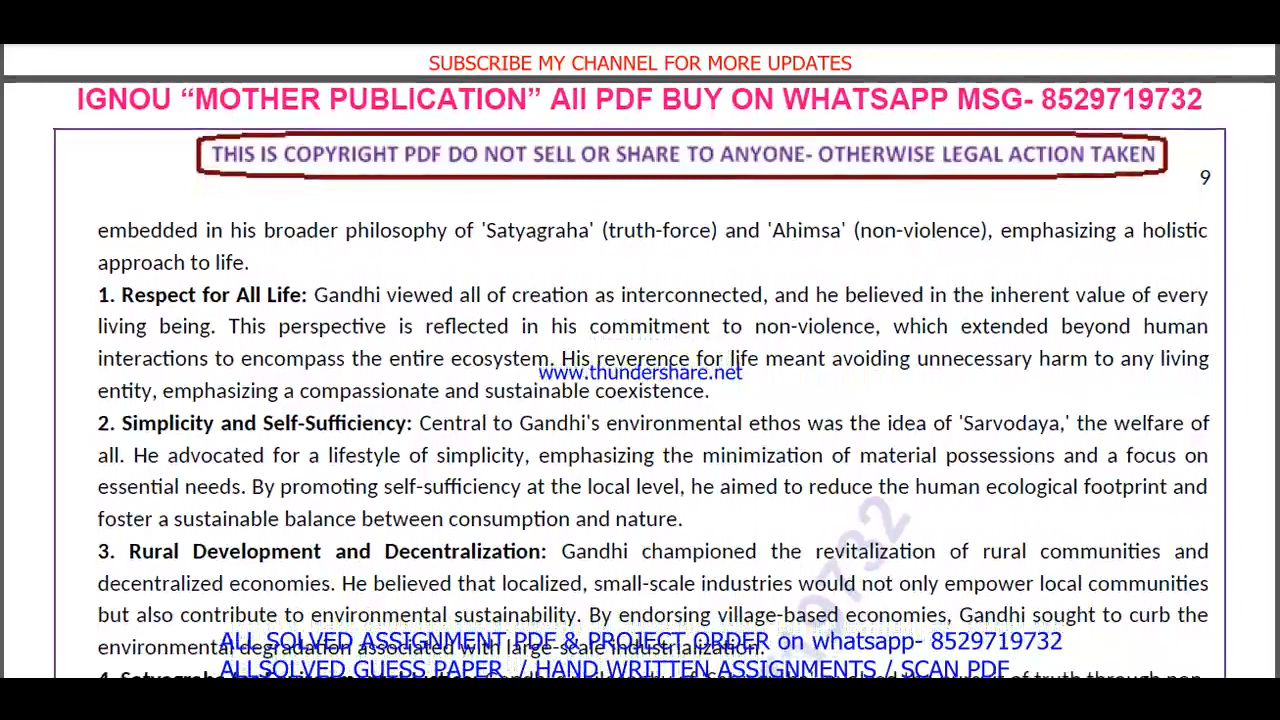 SUBSCRIBE MY CHANNEL FOR MORE UPDATES
IGNOU “MOTHER PUBLICATION” All PDF BUY ON WHATSAPP MSG- 8529719732
THIS IS COPYRIGHT PDF DO NOT SELL OR SHARE TO ANYONE- OTHERWISE LEGAL ACTION TAKEN
9
embedded in his broader philosophy of 'Satyagraha' (truth-force) and 'Ahimsa' (non-violence), emphasizing a holistic
approach to life.
1. Respect for All Life: Gandhi viewed all of creation as interconnected, and he believed in the inherent value of every
living being. This perspective is reflected in his commitment to non-violence, which extended beyond human
interactions to encompass the entire ecosystem. His reverence for life meant avoiding unnecessary harm to any living
www.thundershare.net
entity, emphasizing a compassionate and sustainable coexistence.
2. Simplicity and Self-Sufficiency: Central to Gandhi's environmental ethos was the idea of 'Sarvodaya,' the welfare of
all. He advocated for a lifestyle of simplicity, emphasizing the minimization of material possessions and a focus on
essential needs. By promoting self-sufficiency at the local level, he aimed to reduce the human ecological footprint and
foster a sustainable balance between consumption and nature.
3. Rural Development and Decentralization: Gandhi championed the revitalization of rural communities and
decentralized economies. He believed that localized, small-scale industries would not only empower local communities
but also contribute to environmental sustainability. By endorsing village-based economies, Gandhi sought to curb the
environmental degradation associated with large-scale industrialization.
ALL SOLVED ASSIGNMENT PDF & PROJECT ORDER on whatsapp- 8529719732
ALL SOLVED GUESS PAPER / HAND WRITTEN ASSIGNMENTS / SCAN PDF